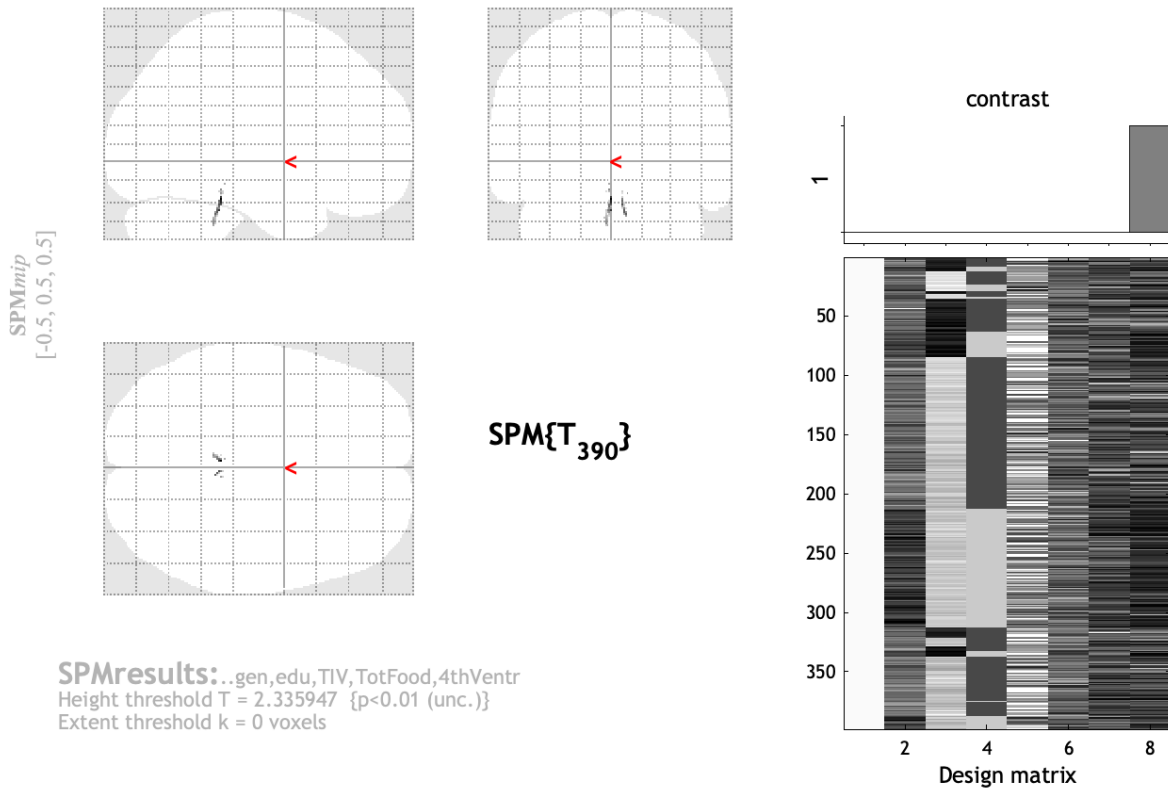 contrast
1
SPMmip
[-0.5, 0.5, 0.5]
<
<
<
SPM{T390}
50
100
150
200
250
300
350
2 4 6 8
Design matrix
SPMresults:..gen,edu,TIV,TotFood,4thVentr
Height threshold T = 2.335947 {p<0.01 (unc.)}
Extent threshold k = 0 voxels